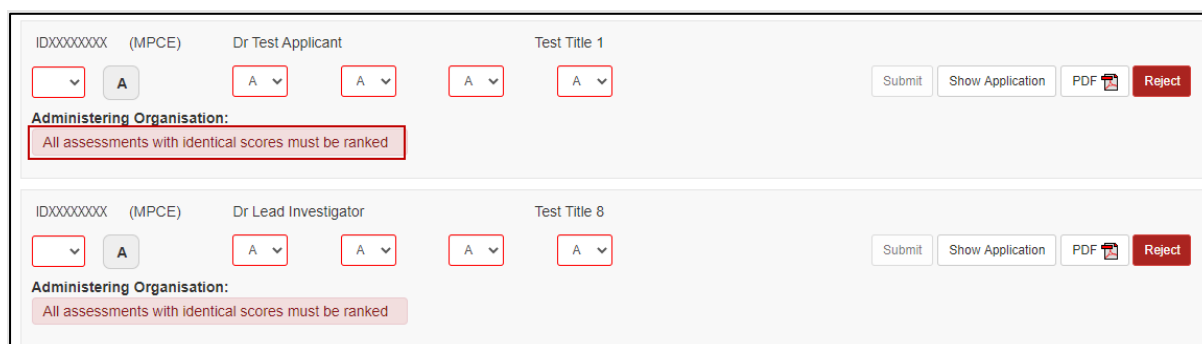 IDXXXXXXXX (MPCE) Dr Test Applicant Test Title 1
A A A A A Submit Show Application PDF Reject
Administering Organisation:
All assessments with identical scores must be ranked
IDXXXXXXXX (MPCE) Dr Lead Investigator Test Title 8
A A A A A Submit Show Application PDF Reject
Administering Organisation:
All assessments with identical scores must be ranked